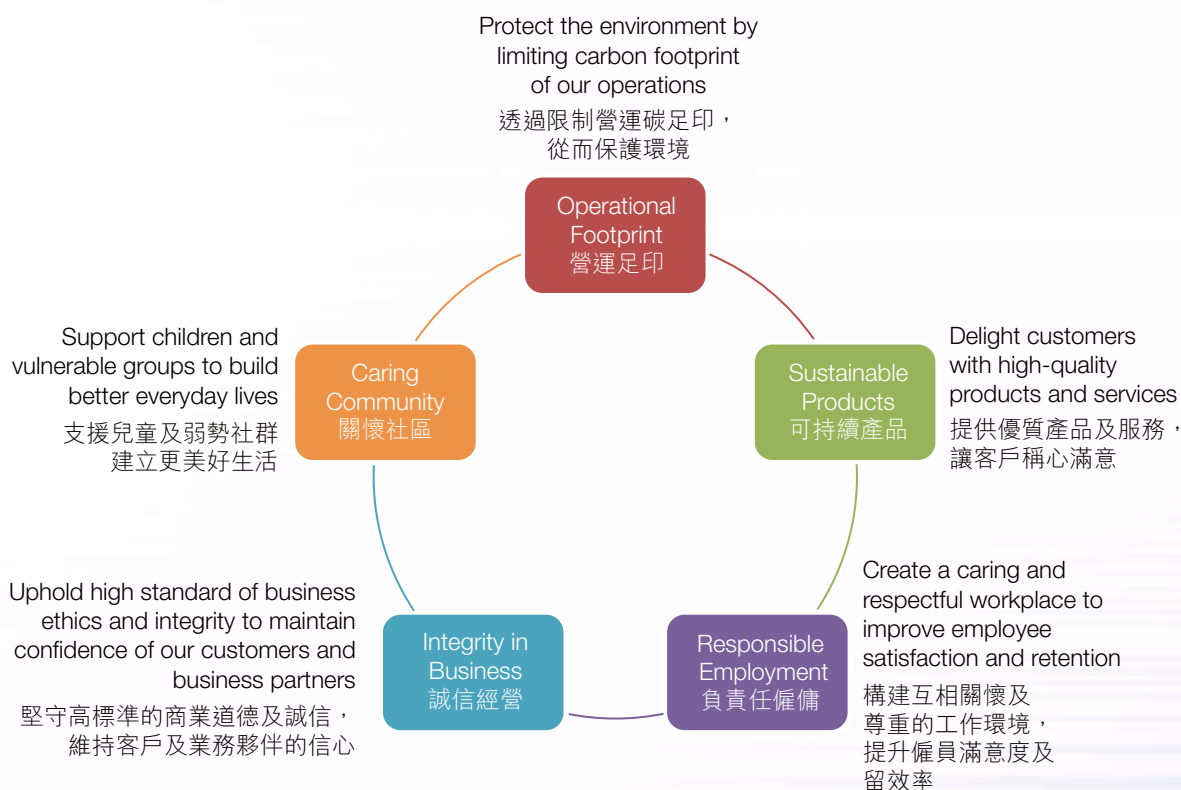 Protect the environment by
limiting carbon footprint
of our operations
透過限制營運碳足印，
從而保護環境
Operational
Footprint
營運足印
Support children and
vulnerable groups to build
better everyday lives
支援兒童及弱勢社群
建立更美好生活
Caring
Community
關懷社區
Sustainable
Products
可持續產品
Delight customers
with high-quality
products and services
提供優質產品及服務，
讓客戶稱心滿意
Uphold high standard of business
ethics and integrity to maintain
confidence of our customers and
business partners
堅守高標準的商業道德及誠信，
維持客戶及業務夥伴的信心
Integrity in
Business
誠信經營
Responsible
Employment
負責任僱傭
Create a caring and
respectful workplace to
improve employee
satisfaction and retention
構建互相關懷及
尊重的工作環境，
提升僱員滿意度及
留效率